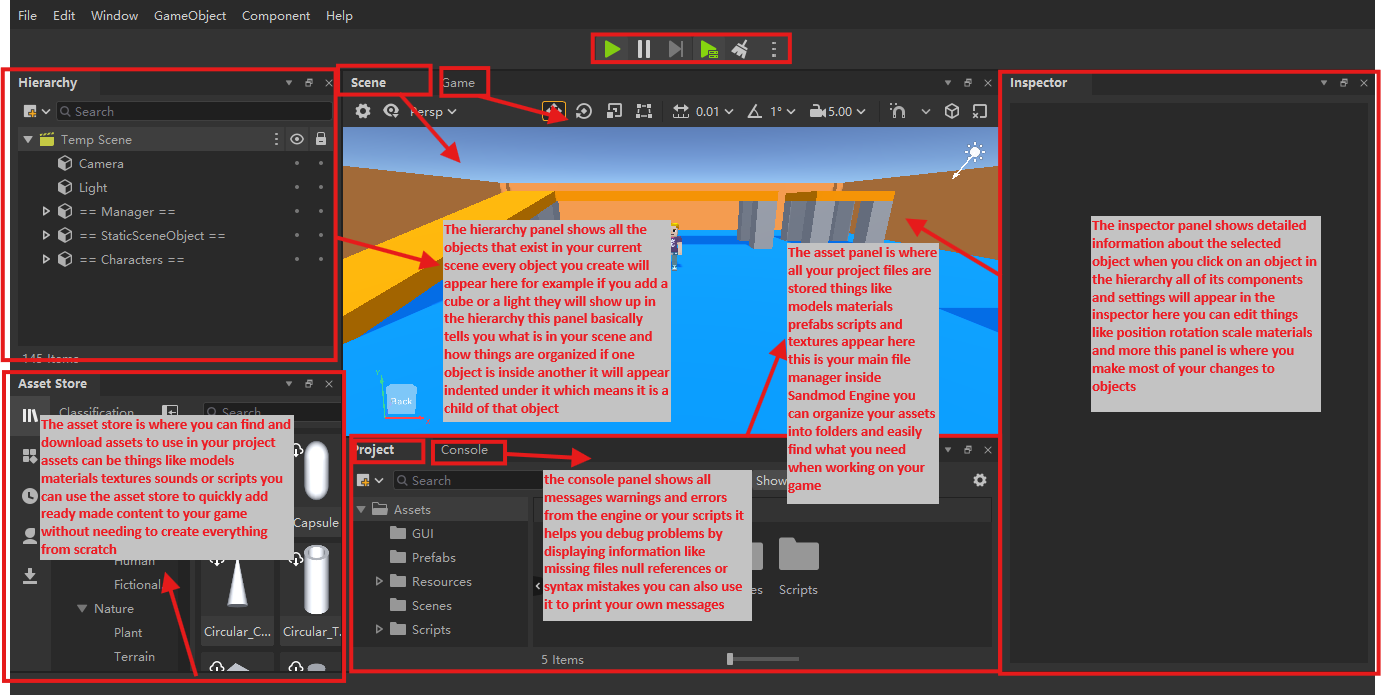 File Edit Window GameObject Component Help
Hierarchy
Search
Temp Scene
Camera
Light
== Manager ==
== StaticSceneObject ==
== Characters ==
145 Items
Scene Game
Persp 0.01 1° 5.00
Back
The hierarchy panel shows all the
objects that exist in your current
scene every object you create will
appear here for example if you add a
cube or a light they will show up in
the hierarchy this panel basically
tells you what is in your scene and
how things are organized if one
object is inside another it will appear
indented under it which means it is a
child of that object
The asset panel is where
all your project files are
stored things like
models materials
prefabs scripts and
textures appear here
this is your main file
manager inside
Sandmod Engine you
can organize your assets
into folders and easily
find what you need
when working on your
game
Inspector
The inspector panel shows detailed
information about the selected
object when you click on an object in
the hierarchy all of its components
and settings will appear in the
inspector here you can edit things
like position rotation scale materials
and more this panel is where you
make most of your changes to
objects
Asset Store
Classification Search
The asset store is where you can find and
download assets to use in your project
assets can be things like models
materials textures sounds or scripts you
can use the asset store to quickly add
ready made content to your game
without needing to create everything
from scratch
Capsule
Human
Fictional
Nature
Plant
Terrain
Circular_C... Circular_T...
Project Console
Search Show
Assets
GUI
Prefabs
Resources
Scenes
Scripts
the console panel shows all
messages warnings and errors
from the engine or your scripts it
helps you debug problems by
displaying information like
missing files null references or
syntax mistakes you can also use
it to print your own messages
es Scripts
5 Items